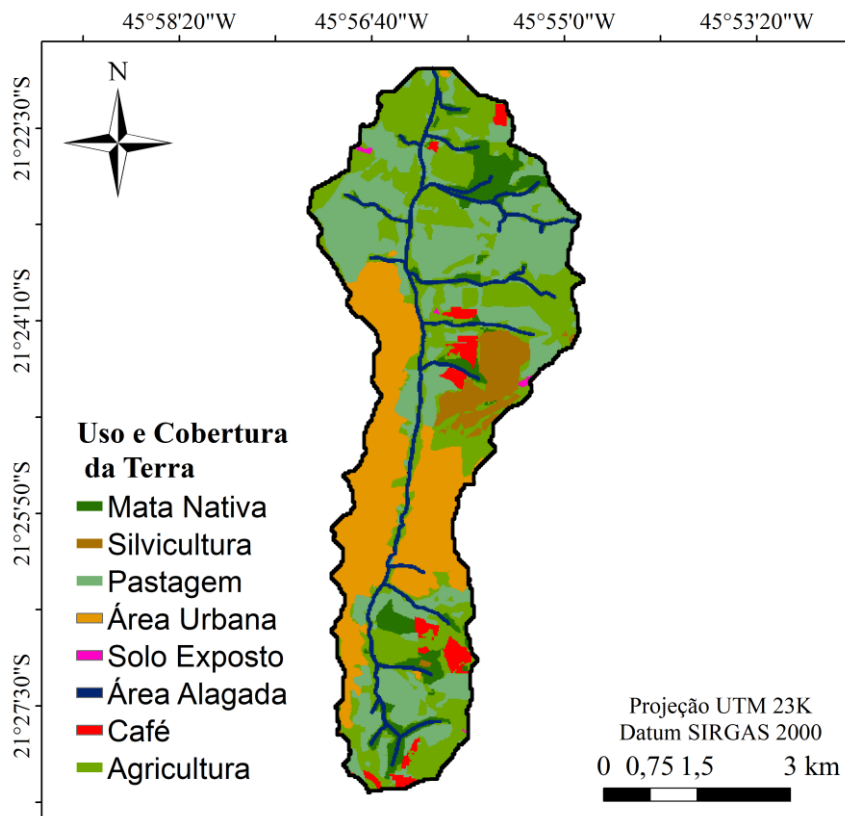 45°58'20"W 45°56'40"W 45°55'0"W 45°53'20"W
N
21°22'30"S
21°24'10"S
21°25'50"S
21°27'30"S
Uso e Cobertura
da Terra
Mata Nativa
Silvicultura
Pastagem
Área Urbana
Solo Exposto
Área Alagada
Café
Agricultura
Projeção UTM 23K
Datum SIRGAS 2000
0 0,75 1,5 3 km